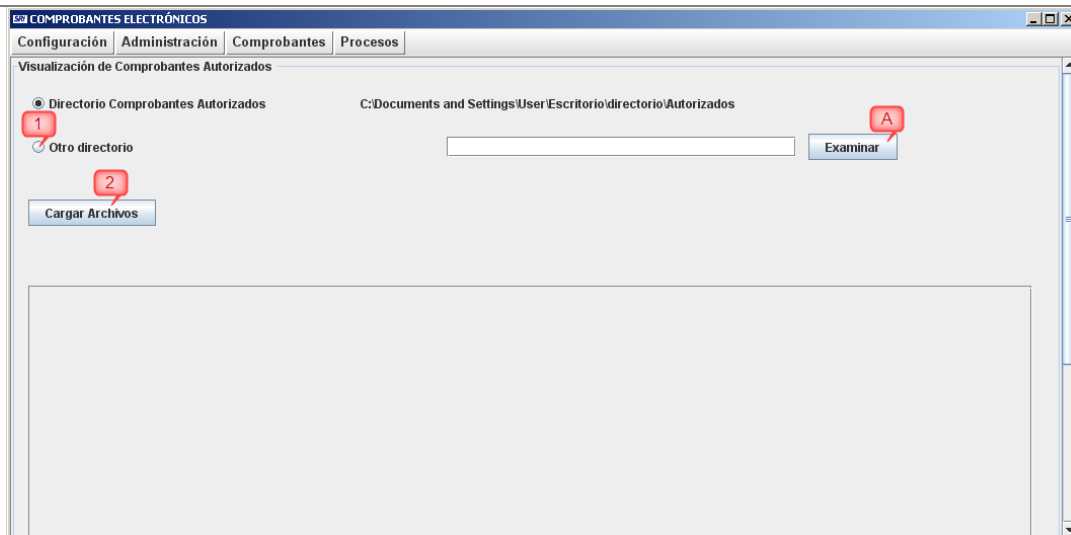 SRI COMPROBANTES ELECTRÓNICOS
Configuración Administración Comprobantes Procesos
Visualización de Comprobantes Autorizados
Directorio Comprobantes Autorizados C:\Documents and Settings\User\Escritorio\directorio\Autorizados
1
A
Otro directorio Examinar
2
Cargar Archivos